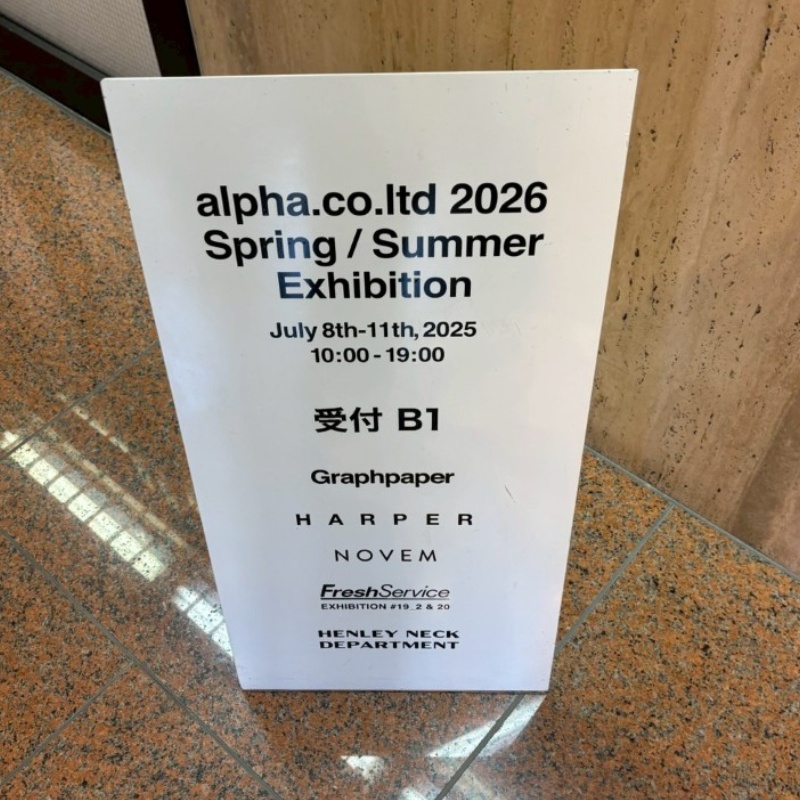 alpha.co.ltd 2026
Spring / Summer
Exhibition
July 8th-11th, 2025
10:00 - 19:00
受付 B1
Graphpaper
HARPER
NOVEM
FreshService
EXHIBITION #19_2 & 20
HENLEY NECK
DEPARTMENT